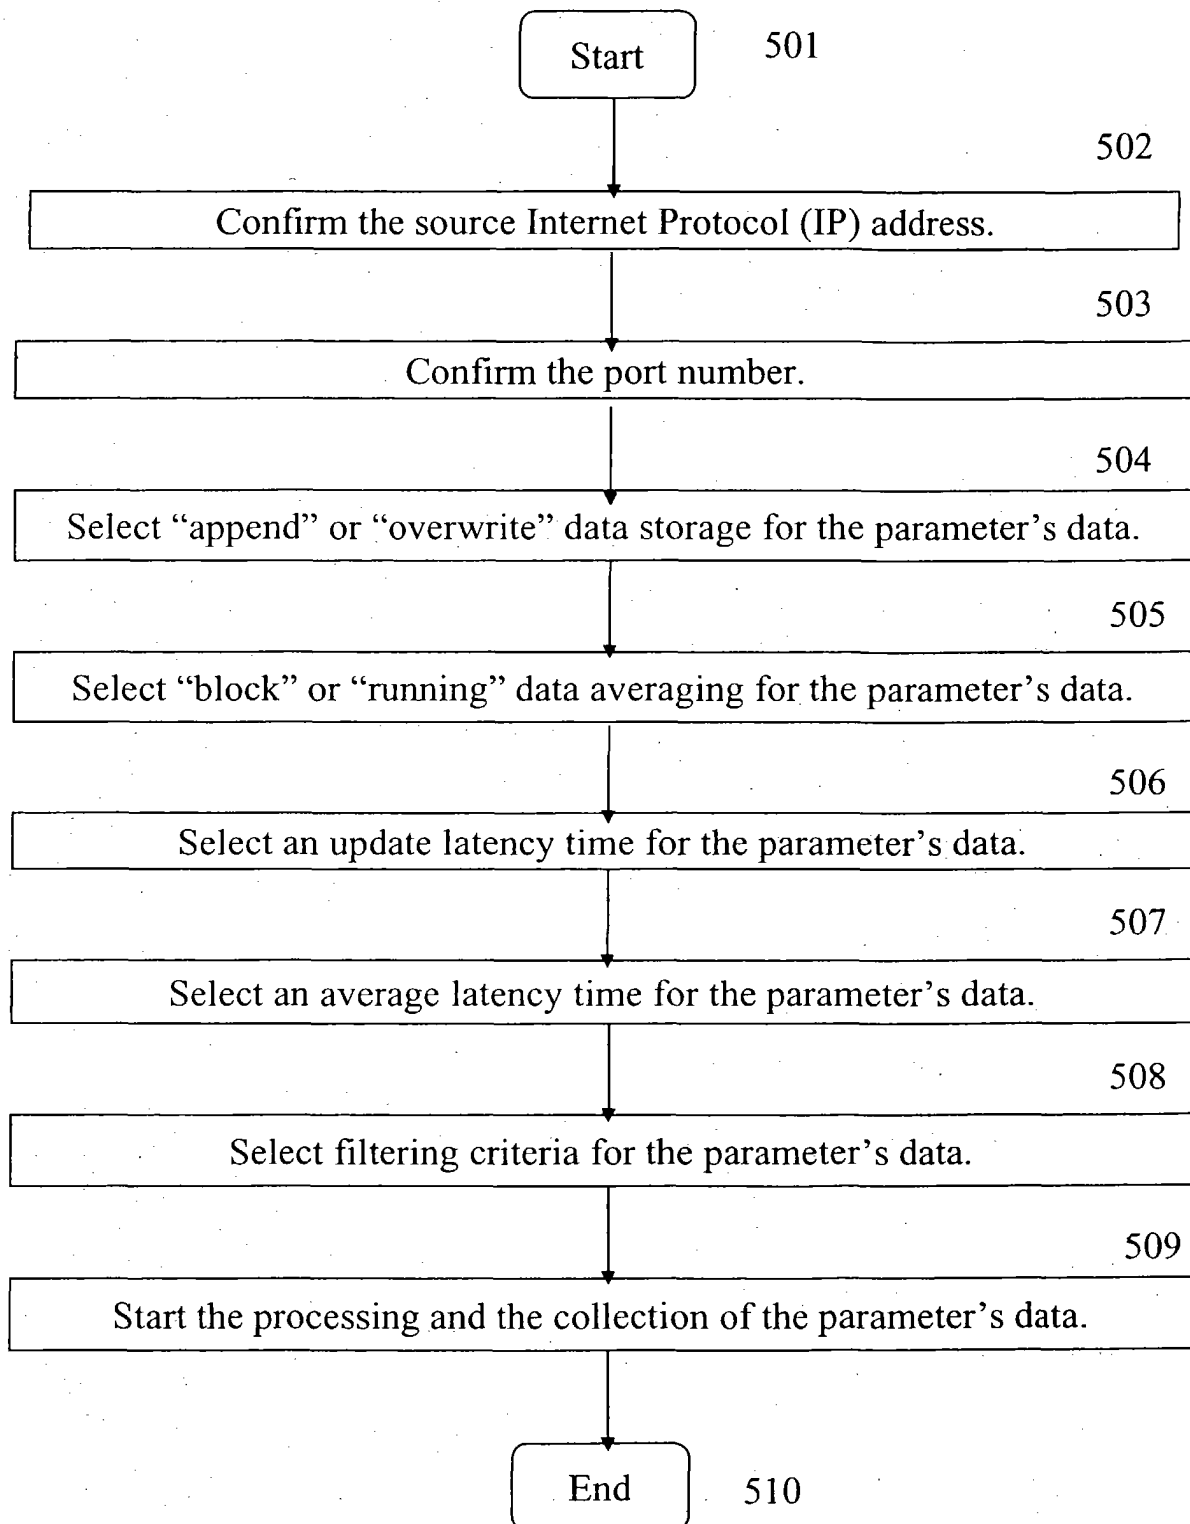 Start 501
502
Confirm the source Internet Protocol (IP) address.
503
Confirm the port number.
504
Select “append” or “overwrite” data storage for the parameter’s data.
505
Select “block” or “running” data averaging for the parameter’s data.
506
Select an update latency time for the parameter’s data.
507
Select an average latency time for the parameter’s data.
508
Select filtering criteria for the parameter’s data.
509
Start the processing and the collection of the parameter’s data.
End 510